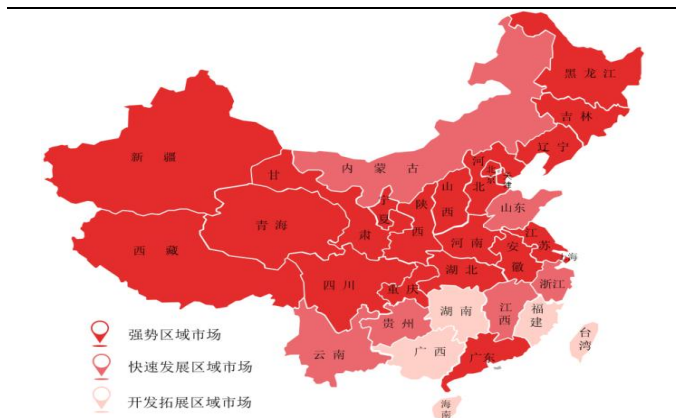 黑龙江
吉林
辽宁
新疆
内蒙古
甘肃
宁夏
陕西
山西
河北
北京
山东
青海
西藏
河南
江苏
安徽
上海
四川
重庆
湖北
浙江
湖南
江西
福建
贵州
云南
广西
广东
台湾
海南
强势区域市场
快速发展区域市场
开发拓展区域市场